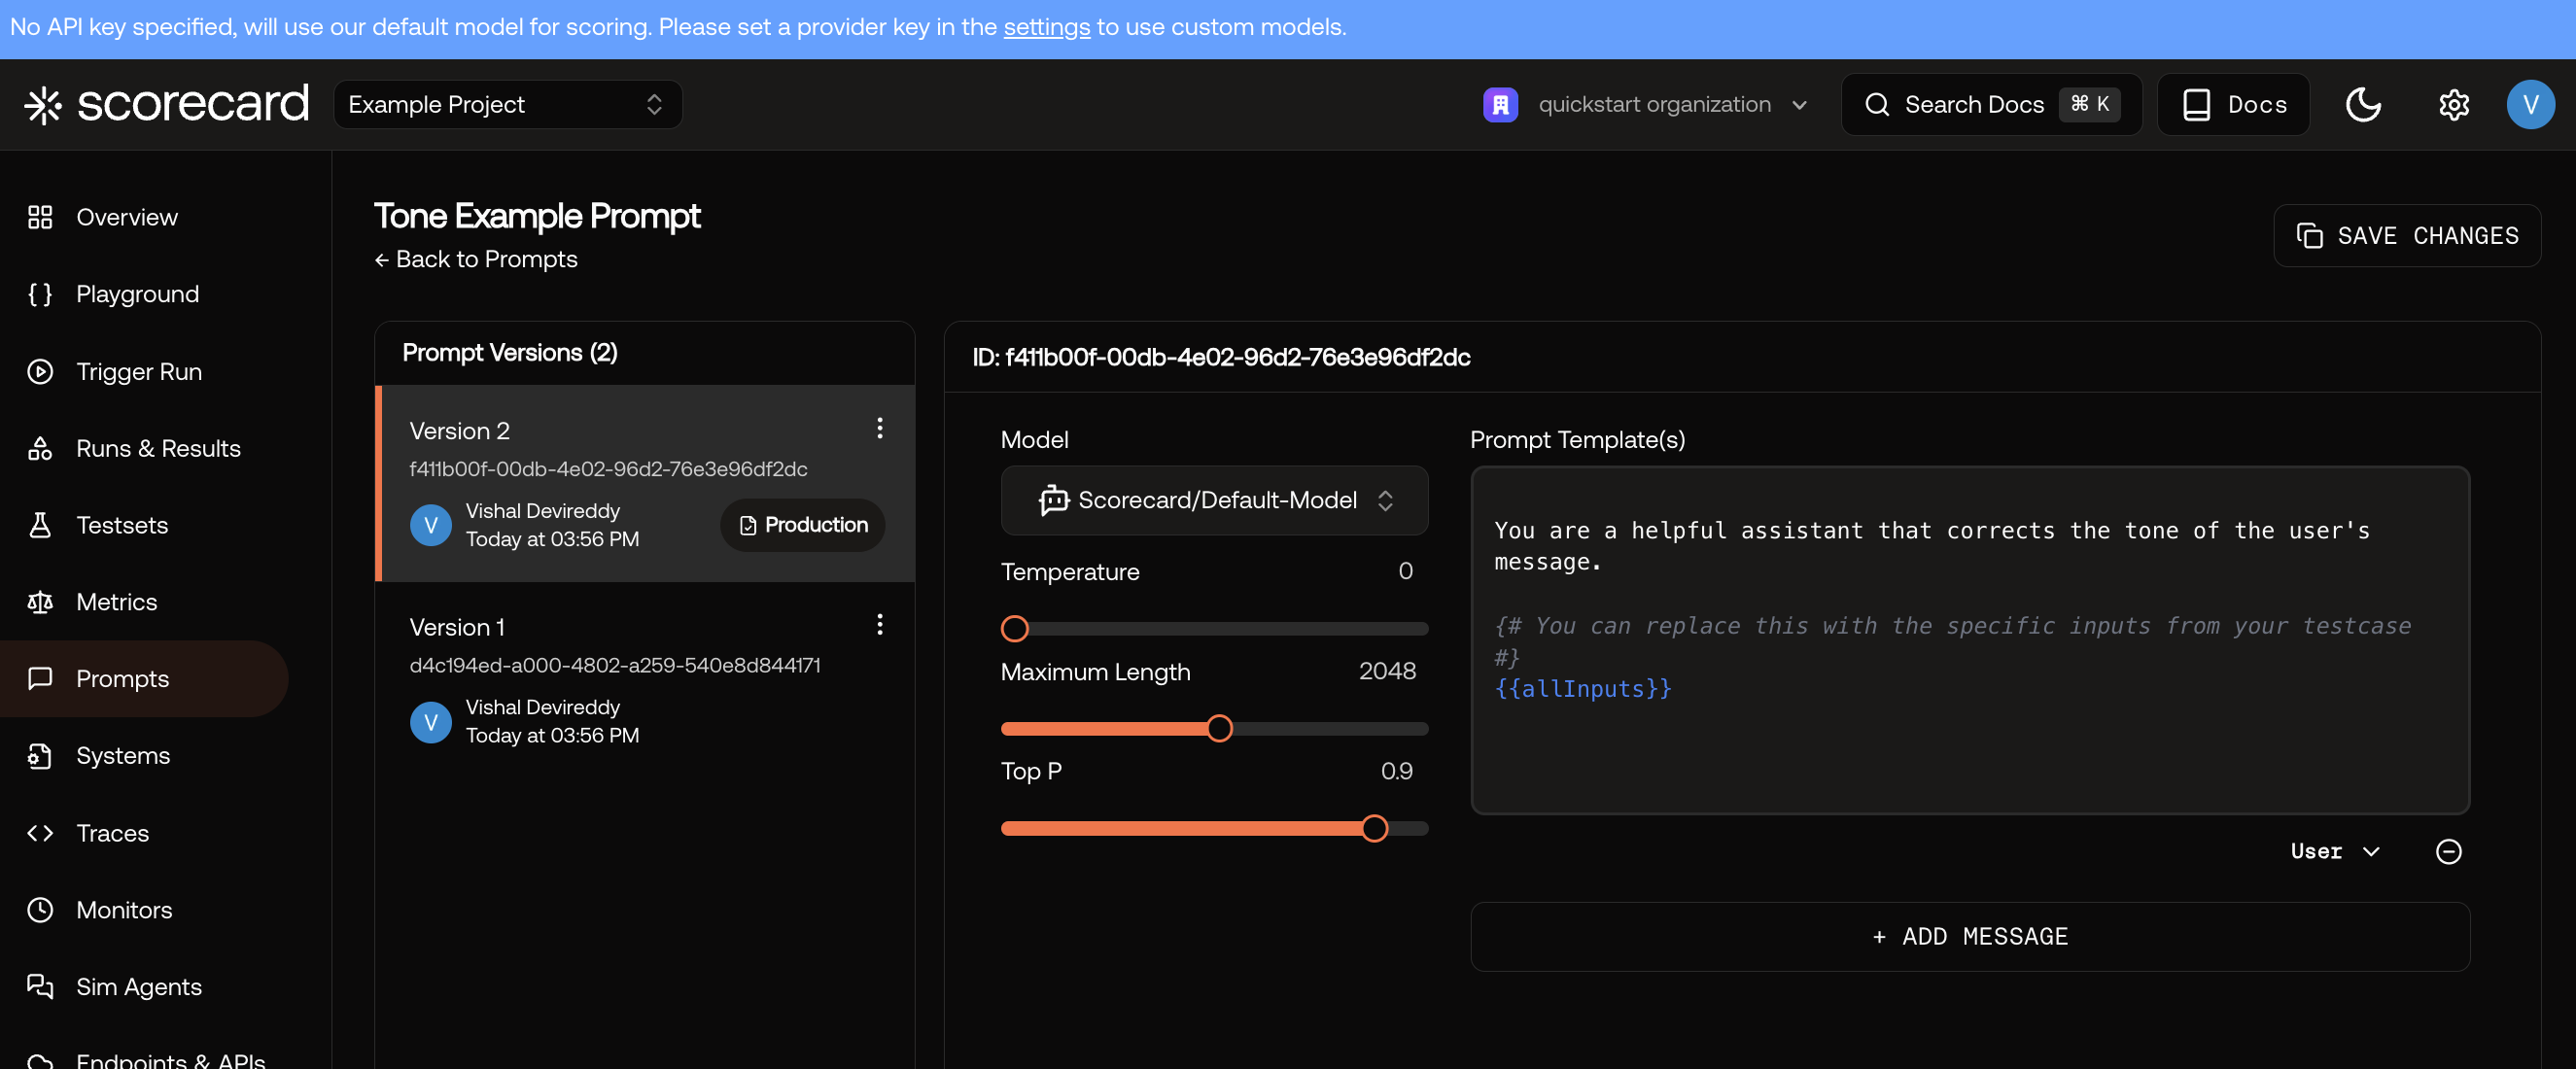 No API key specified, will use our default model for scoring. Please set a provider key in the settings to use custom models.
scorecard
Example Project
quickstart organization
Search Docs
⌘ K
Docs
V
Overview
Playground
Trigger Run
Runs & Results
Testsets
Metrics
Prompts
Systems
Traces
Monitors
Sim Agents
Endpoints & APIs
Tone Example Prompt
← Back to Prompts
SAVE CHANGES
Prompt Versions (2)
Version 2
f411b00f-00db-4e02-96d2-76e3e96df2dc
V
Vishal Devireddy
Today at 03:56 PM
Production
Version 1
d4c194ed-a000-4802-a259-540e8d844171
V
Vishal Devireddy
Today at 03:56 PM
ID: f411b00f-00db-4e02-96d2-76e3e96df2dc
Model
Scorecard/Default-Model
Temperature
0
Maximum Length
2048
Top P
0.9
Prompt Template(s)
You are a helpful assistant that corrects the tone of the user's
message.
{# You can replace this with the specific inputs from your testcase
#}
{{allInputs}}
User
+ ADD MESSAGE